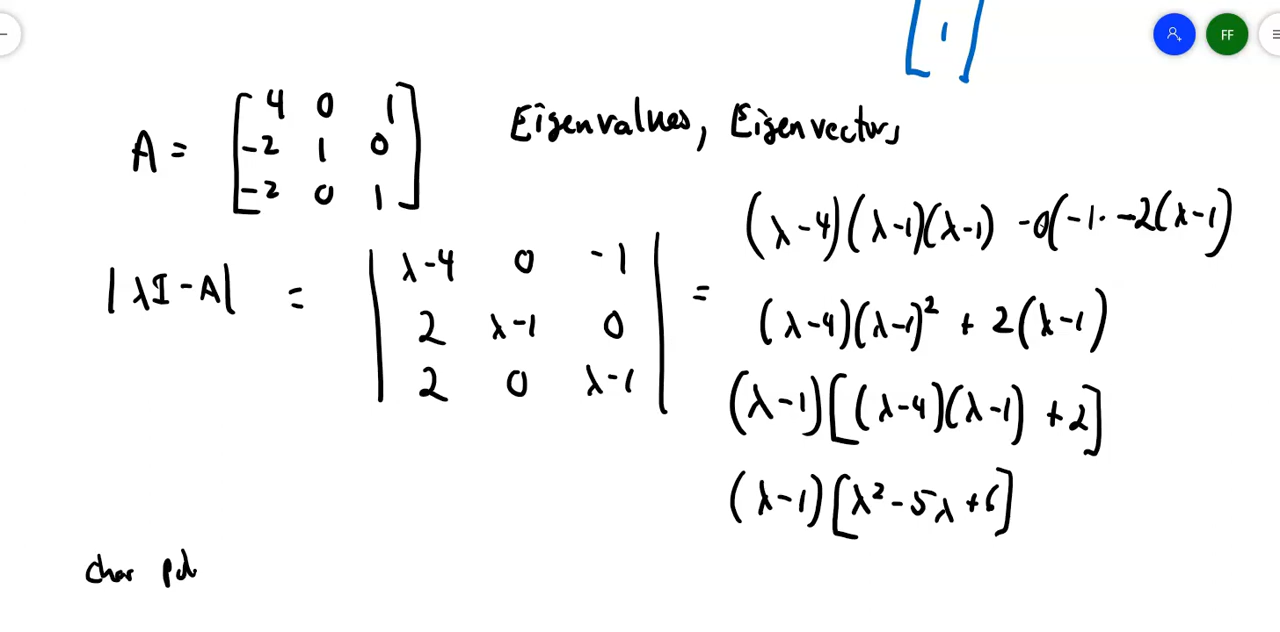 [1]
FF
A = [4 0 1
-2 1 0
-2 0 1]
Eigenvalues, Eigenvectors
|λI - A| = |λ-4 0 -1
2 λ-1 0
2 0 λ-1| =
(λ-4)(λ-1)(λ-1) -0(-1· -2(λ-1)
(λ-4)(λ-1)² + 2(λ-1)
(λ-1)[(λ-4)(λ-1) +2]
(λ-1)[λ² - 5λ +6]
char pol